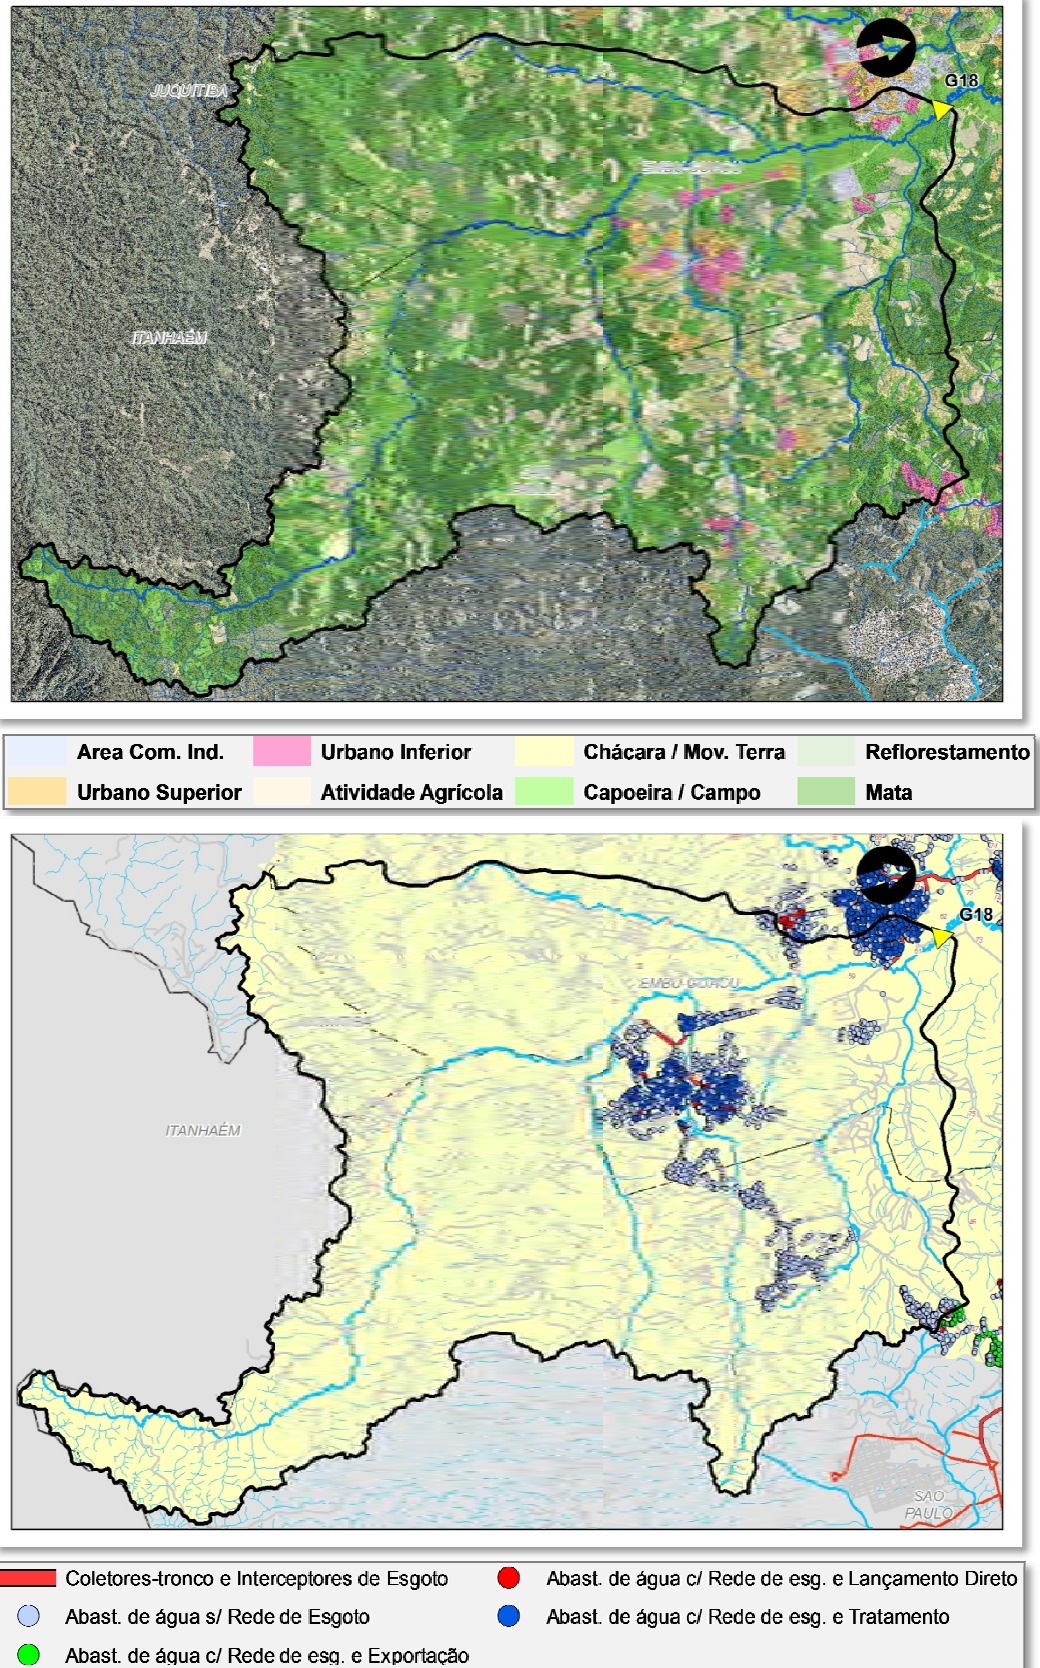 JUQUITIBA
G18
EMBU-GUAÇU
ITANHAÉM
Area Com. Ind.
Urbano Inferior
Chácara / Mov. Terra
Reflorestamento
Urbano Superior
Atividade Agrícola
Capoeira / Campo
Mata
G18
EMBU-GUAÇU
ITANHAÉM
SAO
PAULO
Coletores-tronco e Interceptores de Esgoto
Abast. de água c/ Rede de esg. e Lançamento Direto
Abast. de água s/ Rede de Esgoto
Abast. de água c/ Rede de esg. e Tratamento
Abast. de água c/ Rede de esg. e Exportação